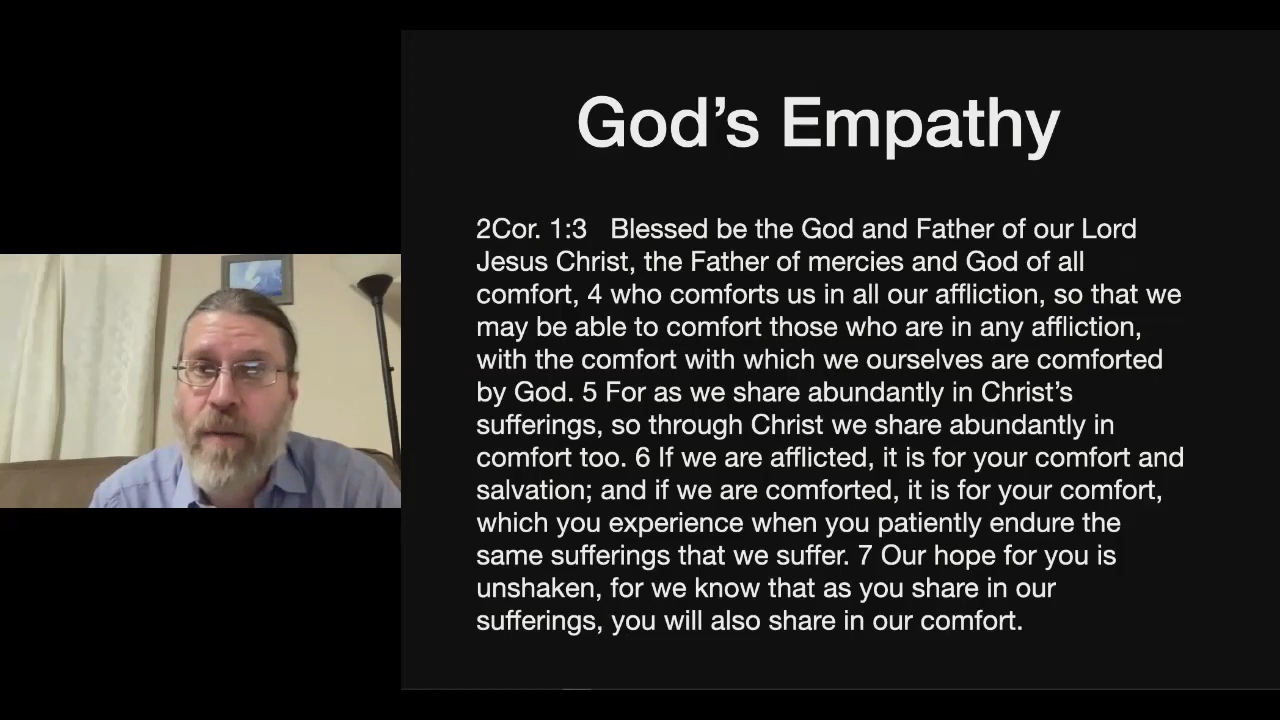 God’s Empathy
2Cor. 1:3 Blessed be the God and Father of our Lord
Jesus Christ, the Father of mercies and God of all
comfort, 4 who comforts us in all our affliction, so that we
may be able to comfort those who are in any affliction,
with the comfort with which we ourselves are comforted
by God. 5 For as we share abundantly in Christ’s
sufferings, so through Christ we share abundantly in
comfort too. 6 If we are afflicted, it is for your comfort and
salvation; and if we are comforted, it is for your comfort,
which you experience when you patiently endure the
same sufferings that we suffer. 7 Our hope for you is
unshaken, for we know that as you share in our
sufferings, you will also share in our comfort.